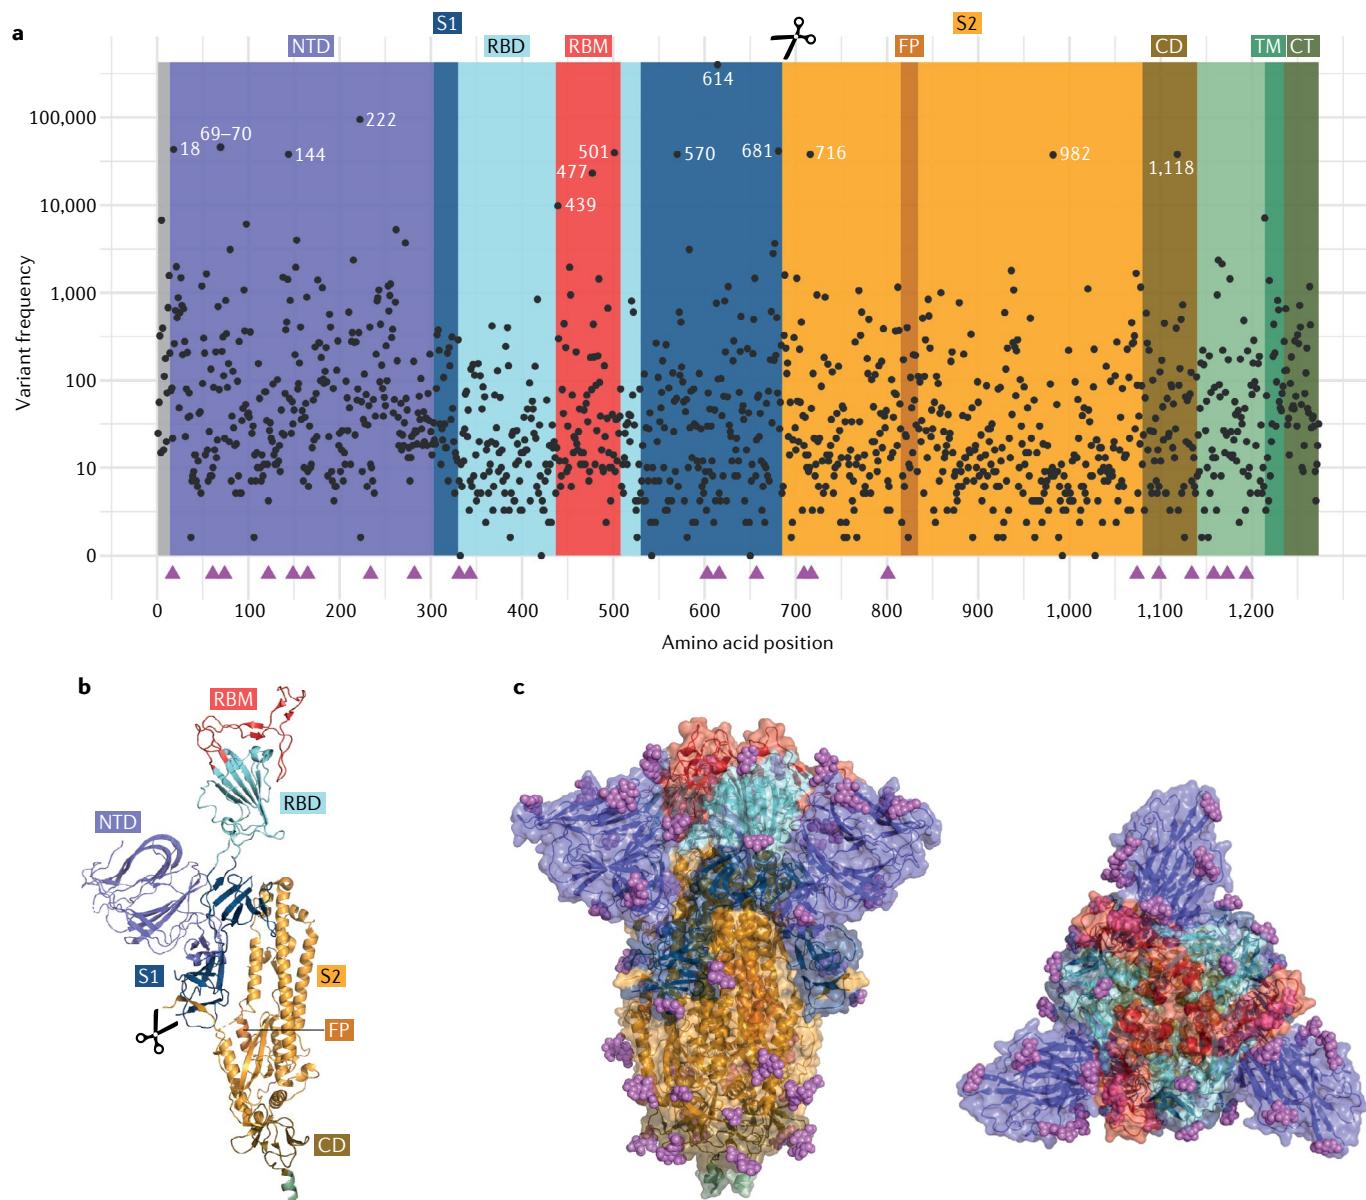 a
S1
S2
NTD
RBD
RBM
FP
CD
TM
CT
614
100,000
222
69–70
18
144
501
570
681
716
982
1,118
477
439
10,000
1,000
100
10
0
Variant frequency
0 100 200 300 400 500 600 700 800 900 1,000 1,100 1,200
Amino acid position
b
RBM
RBD
NTD
S1
S2
FP
CD
c